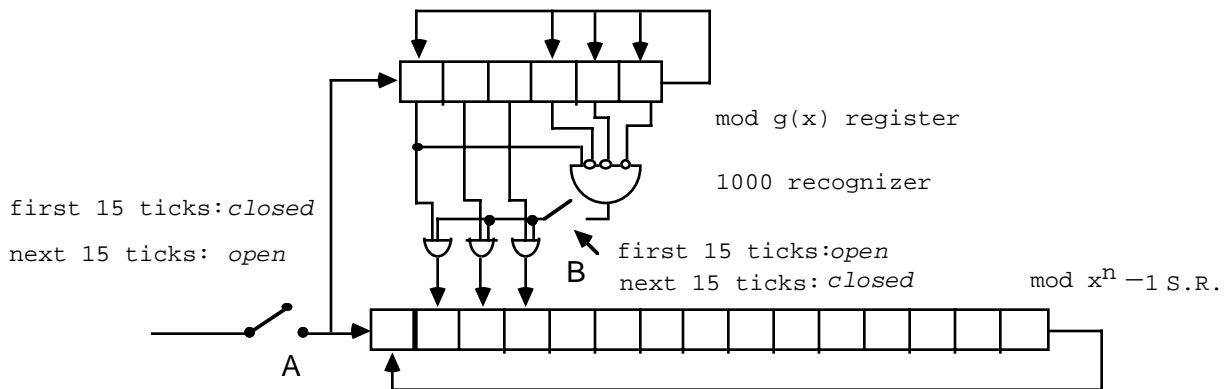 mod g(x) register
1000 recognizer
first 15 ticks: closed
next 15 ticks: open
first 15 ticks:open
next 15 ticks: closed
B
mod xⁿ —1 S.R.
A